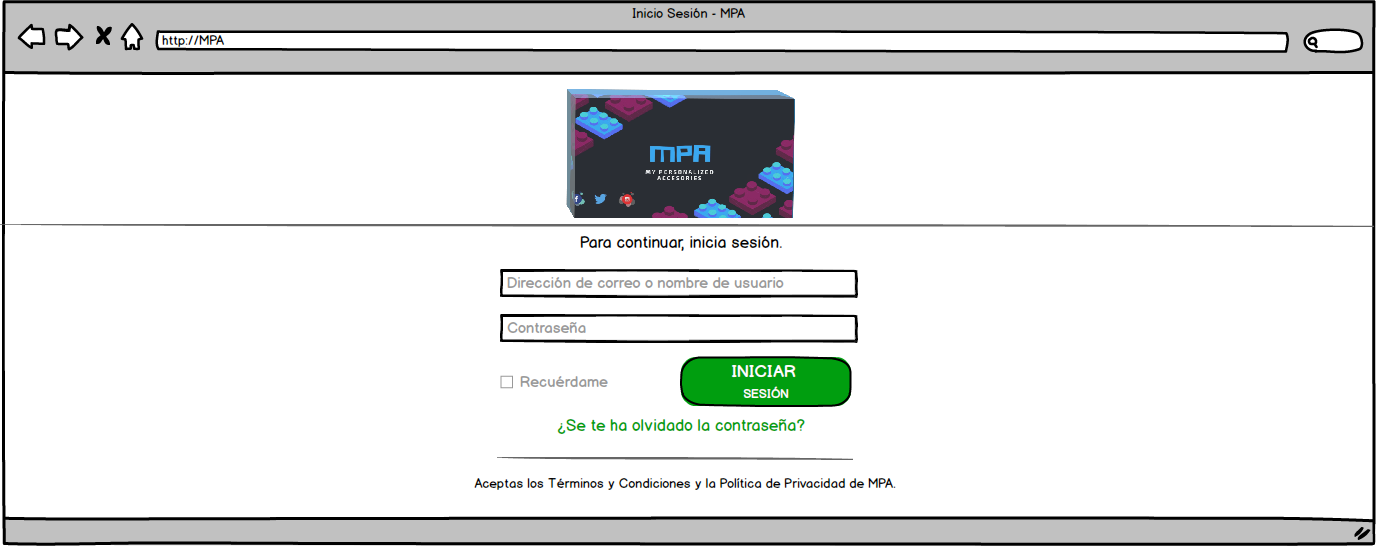 Inicio Sesión - MPA
http://MPA
MPA
MY PERSONALIZED
ACCESORIES
Para continuar, inicia sesión.
Dirección de correo o nombre de usuario
Contraseña
Recuérdame
INICIAR
SESIÓN
¿Se te ha olvidado la contraseña?
Aceptas los Términos y Condiciones y la Política de Privacidad de MPA.